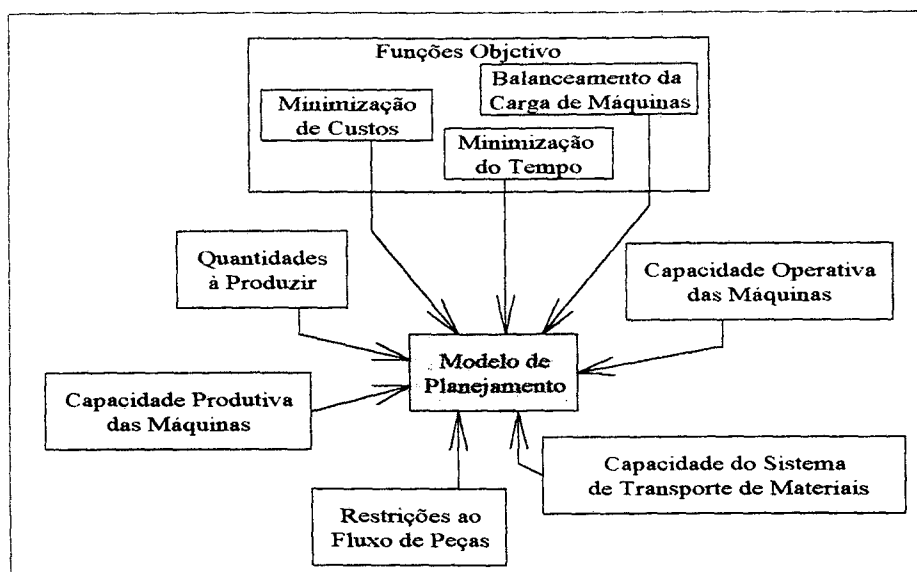 Funções Objctivo
Balanceamento da
Carga de Máquinas
Minimização
de Custos
Minimização
do Tempo
Quantidades
à Produzir
Capacidade Operativa
das Máquinas
Modelo de
Planejamento
Capacidade Produtiva
das Máquinas
Capacidade do Sistema
de Transporte de Materiais
Restrições ao
Fluxo de Peças